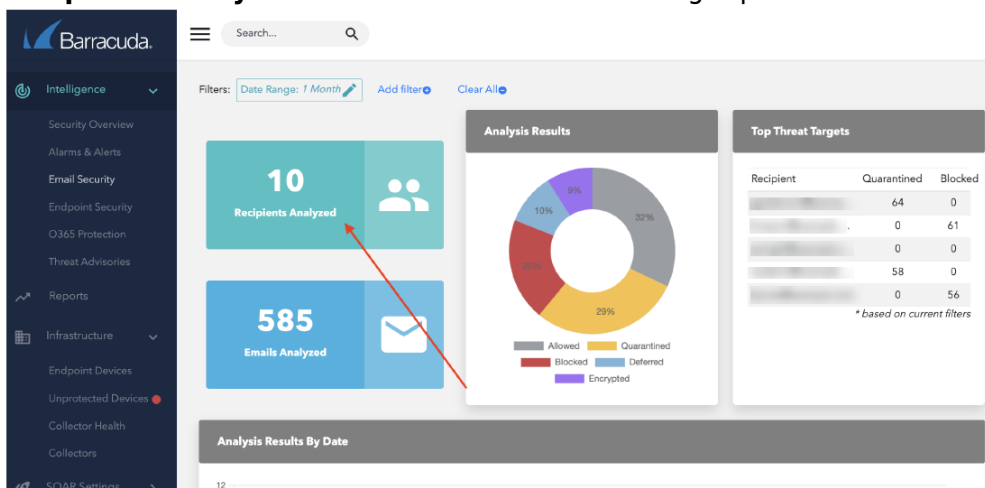 Barracuda.
Search...
Intelligence
Security Overview
Alarms & Alerts
Email Security
Endpoint Security
O365 Protection
Threat Advisories
Reports
Infrastructure
Endpoint Devices
Unprotected Devices
Collector Health
Collectors
SOAR Settings
Filters: Date Range: 1 Month Add filter Clear All
10
Recipients Analyzed
585
Emails Analyzed
Analysis Results
9%
10%
32%
29%
Allowed Quarantined
Blocked Deferred
Encrypted
Top Threat Targets
Recipient Quarantined Blocked
64 0
0 61
0 0
58 0
0 56
* based on current filters
Analysis Results By Date
12